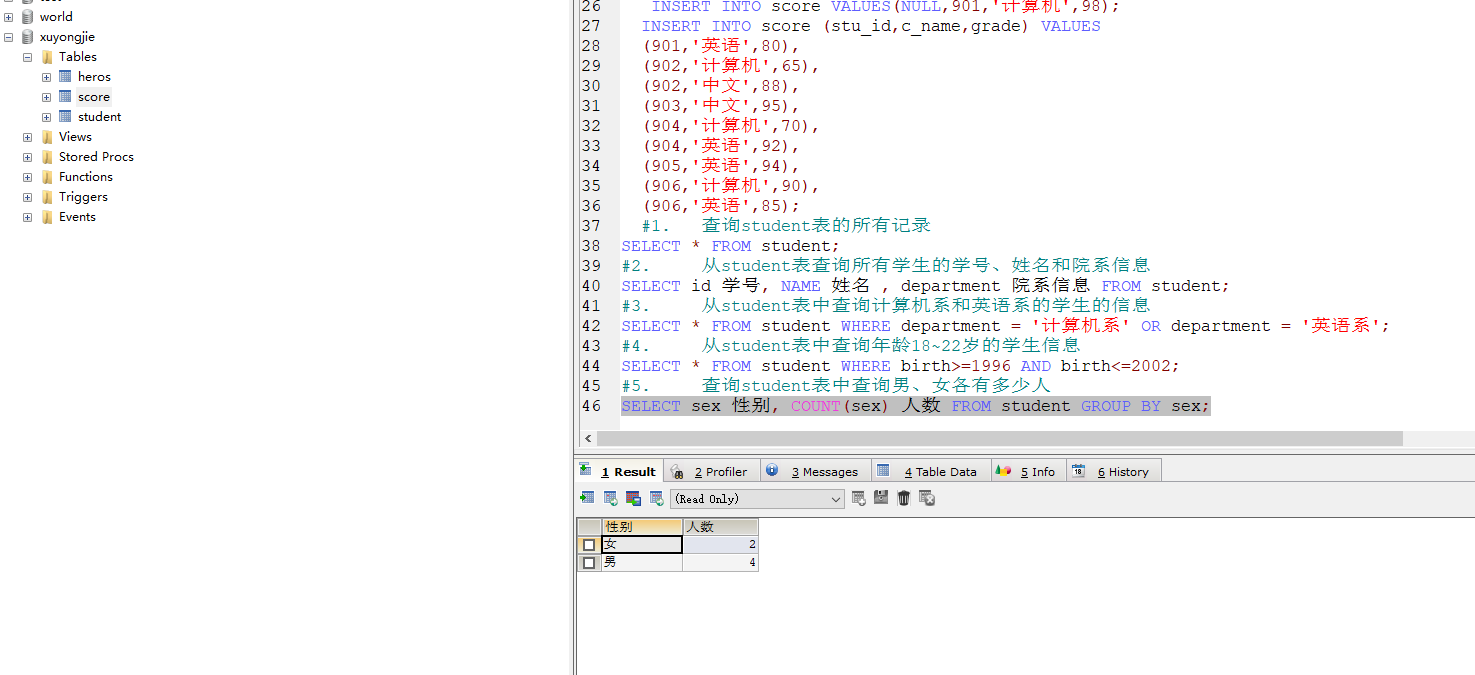 world
xuyongjie
Tables
heros
score
student
Views
Stored Procs
Functions
Triggers
Events
26 INSERT INTO score VALUES(NULL,901,'计算机',98);
27 INSERT INTO score (stu_id,c_name,grade) VALUES
28 (901,'英语',80),
29 (902,'计算机',65),
30 (902,'中文',88),
31 (903,'中文',95),
32 (904,'计算机',70),
33 (904,'英语',92),
34 (905,'英语',94),
35 (906,'计算机',90),
36 (906,'英语',85);
37 #1. 查询student表的所有记录
38 SELECT * FROM student;
39 #2. 从student表查询所有学生的学号、姓名和院系信息
40 SELECT id 学号, NAME 姓名 , department 院系信息 FROM student;
41 #3. 从student表中查询计算机系和英语系的学生的信息
42 SELECT * FROM student WHERE department = '计算机系' OR department = '英语系';
43 #4. 从student表中查询年龄18~22岁的学生信息
44 SELECT * FROM student WHERE birth>=1996 AND birth<=2002;
45 #5. 查询student表中查询男、女各有多少人
46 SELECT sex 性别, COUNT(sex) 人数 FROM student GROUP BY sex;
1 Result 2 Profiler 3 Messages 4 Table Data 5 Info 6 History
(Read Only)
性别 人数
女 2
男 4